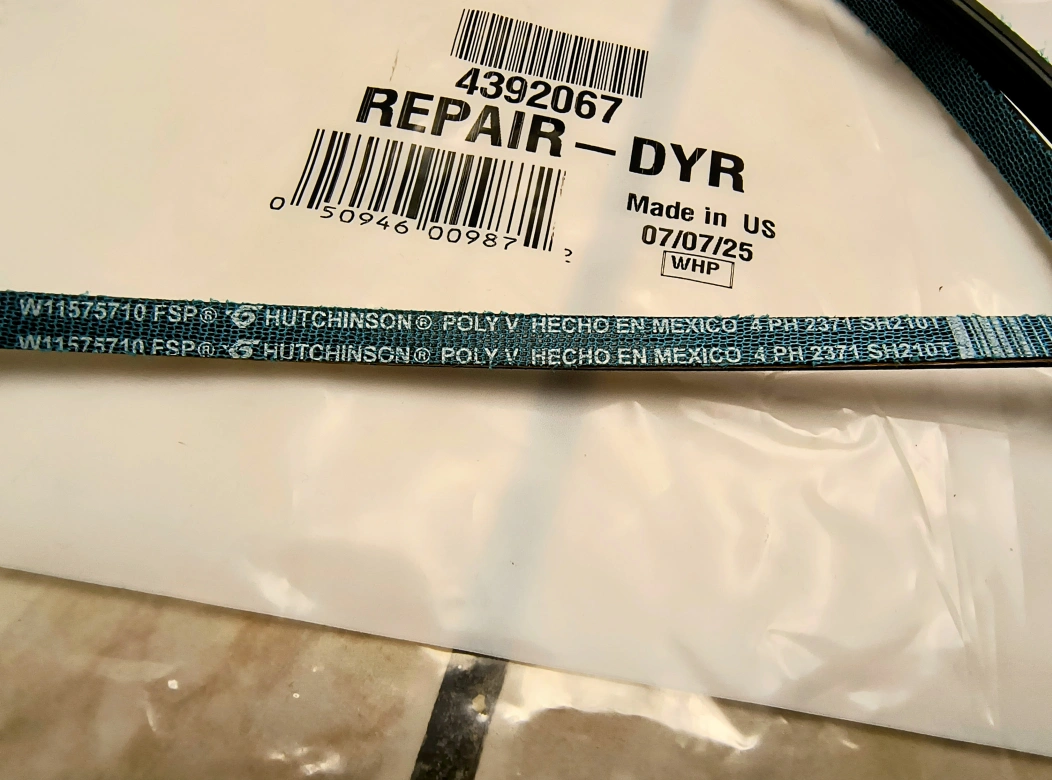 4392067
REPAIR – DYR
0 50946 00987 2
Made in US
07/07/25
WHP
W11575710 FSP® HUTCHINSON® POLY V HECHO EN MEXICO 4 PH 2371 SH210T
W11575710 FSP® HUTCHINSON® POLY V HECHO EN MEXICO 4 PH 2371 SH210T